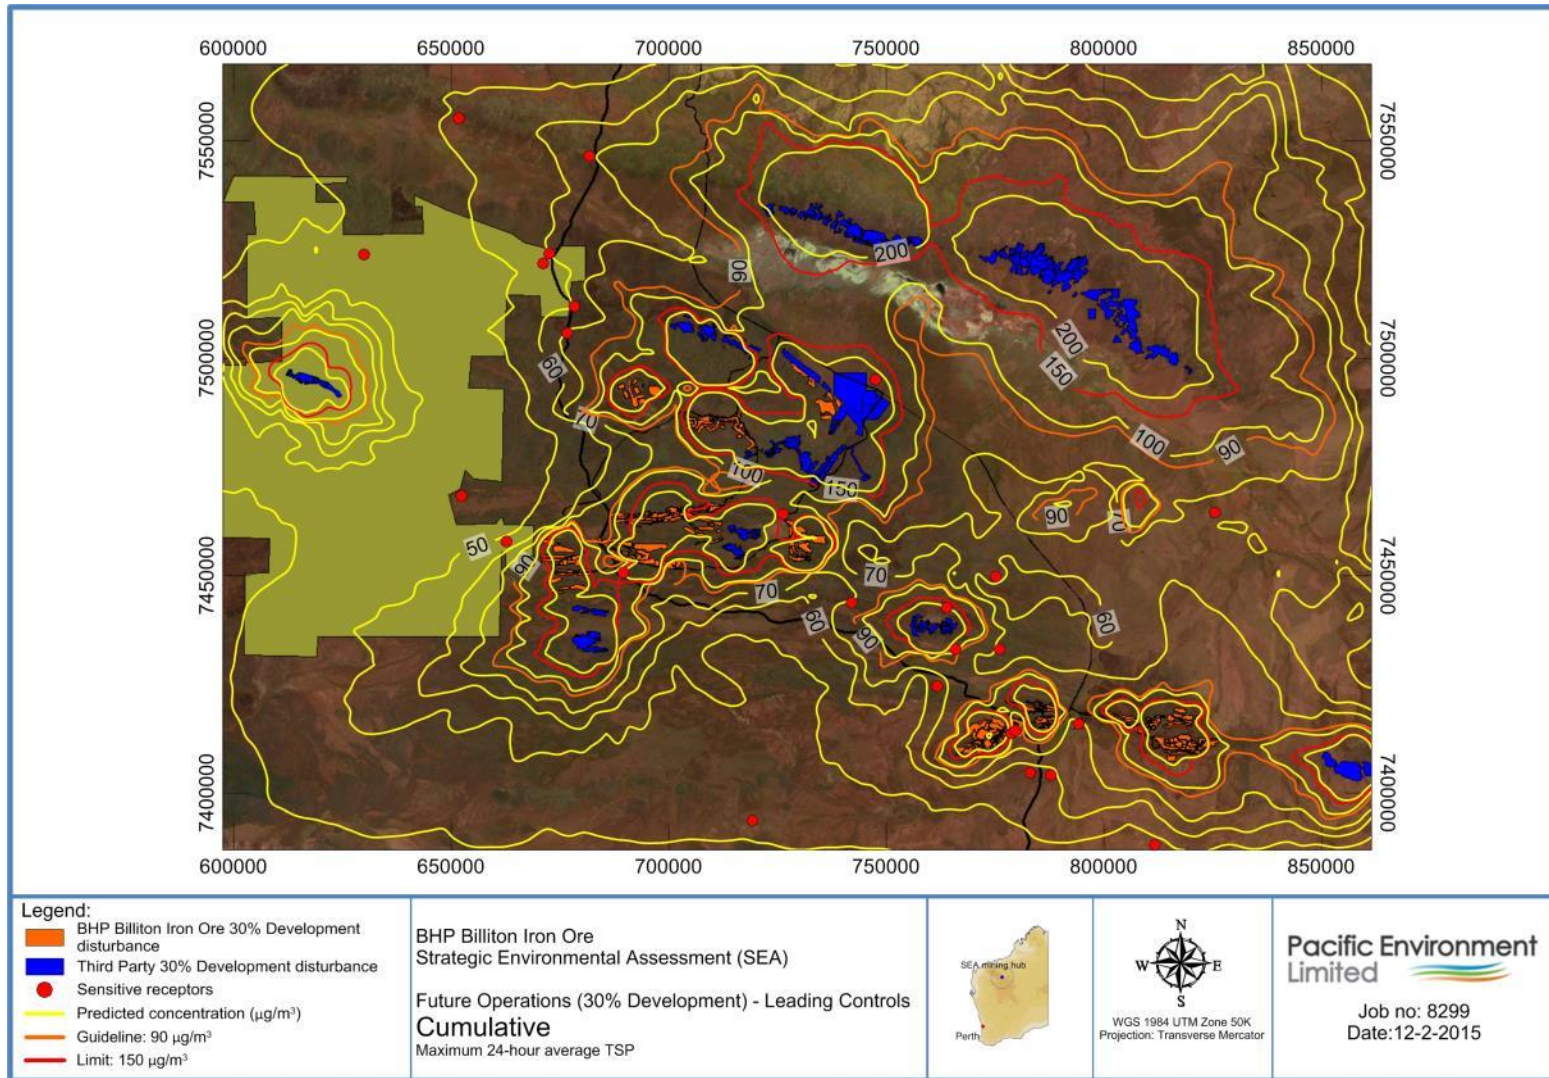 600000 650000 700000 750000 800000 850000
7550000
7550000
90
200
7500000
7500000
200
60
150
70
100
90
100
150
90
70
50
90
7450000
7450000
70
70
60
90
60
7400000
7400000
600000 650000 700000 750000 800000 850000
Legend:
BHP Billiton Iron Ore 30% Development
disturbance
Third Party 30% Development disturbance
Sensitive receptors
Predicted concentration (µg/m³)
Guideline: 90 µg/m³
Limit: 150 µg/m³
BHP Billiton Iron Ore
Strategic Environmental Assessment (SEA)
Future Operations (30% Development) - Leading Controls
Cumulative
Maximum 24-hour average TSP
SEA mining hub
Perth
N
W E
S
WGS 1984 UTM Zone 50K
Projection: Transverse Mercator
Pacific Environment
Limited
Job no: 8299
Date:12-2-2015